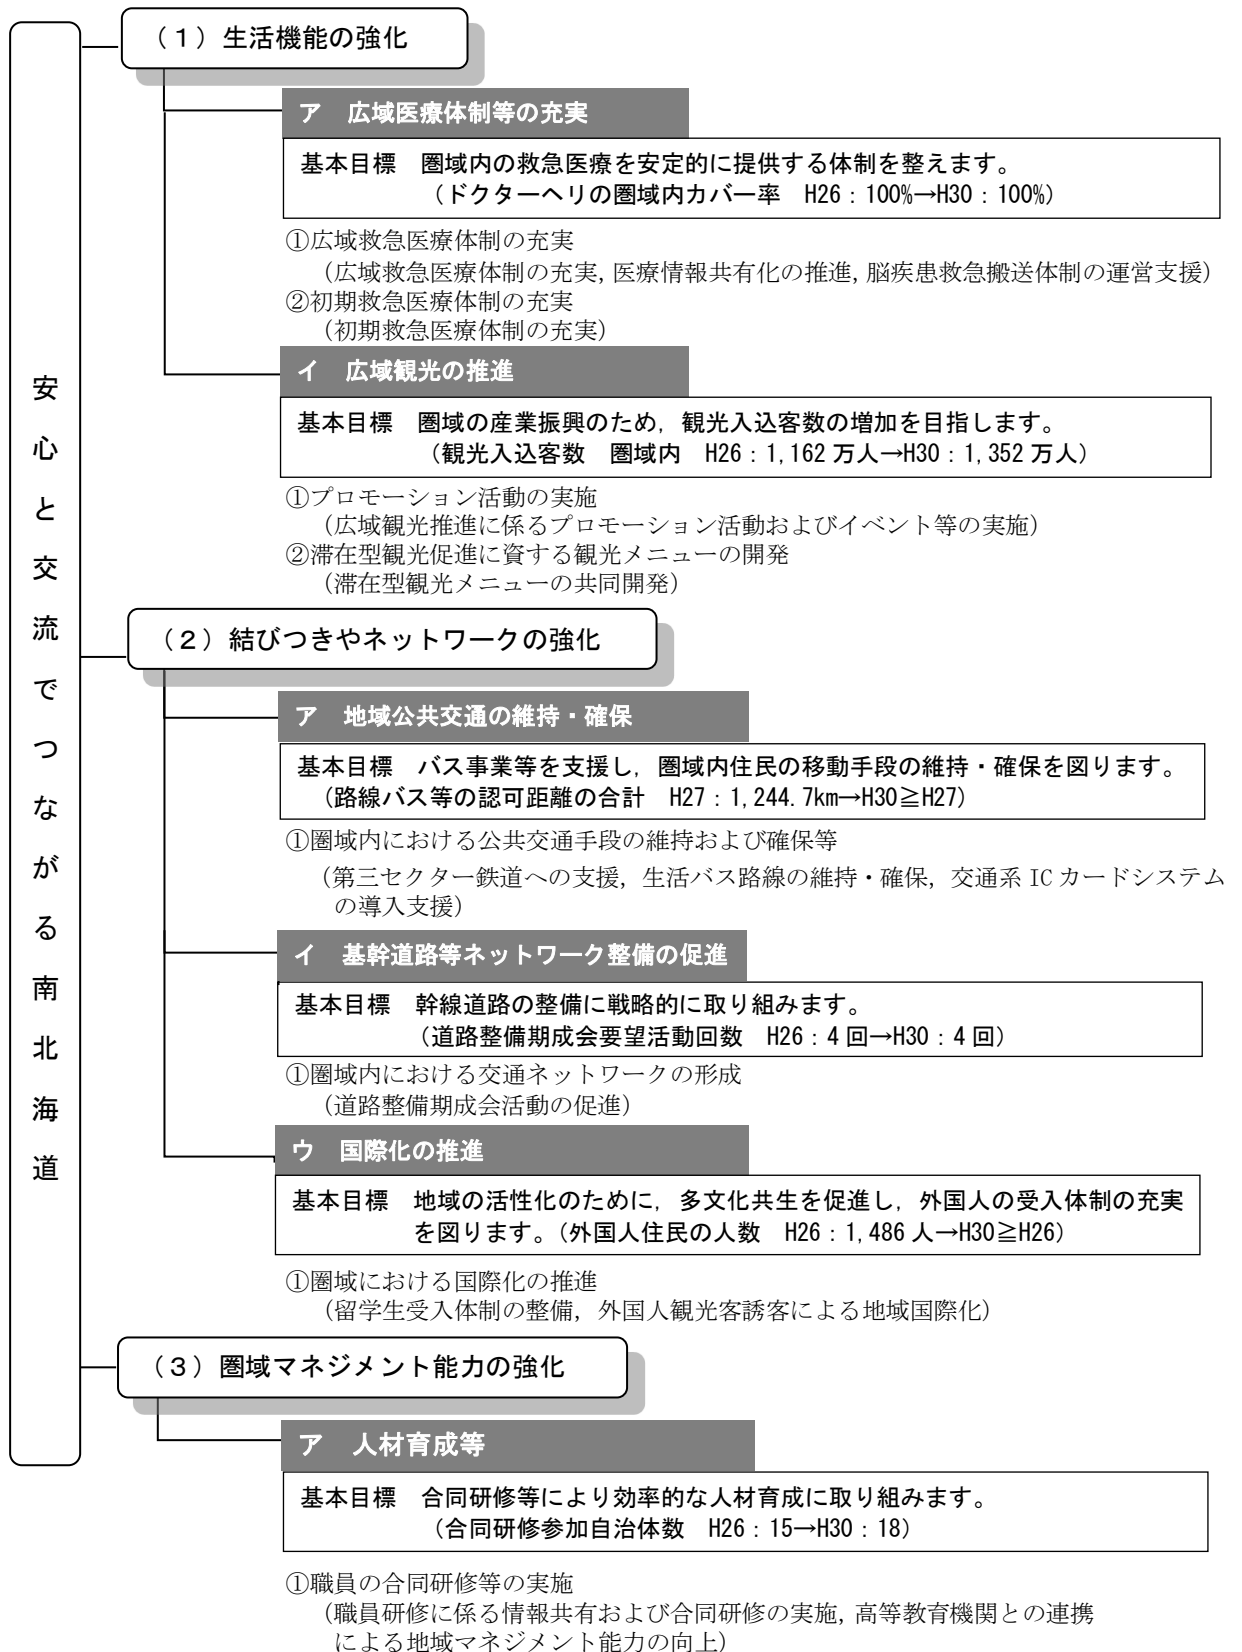 安心と交流でつながる南北海道
（１）生活機能の強化
ア　広域医療体制等の充実
基本目標　圏域内の救急医療を安定的に提供する体制を整えます。
（ドクターヘリの圏域内カバー率　H26：100%→H30：100%）
①広域救急医療体制の充実
（広域救急医療体制の充実，医療情報共有化の推進，脳疾患救急搬送体制の運営支援）
②初期救急医療体制の充実
（初期救急医療体制の充実）
イ　広域観光の推進
基本目標　圏域の産業振興のため，観光入込客数の増加を目指します。
（観光入込客数　圏域内　H26：1,162 万人→H30：1,352 万人）
①プロモーション活動の実施
（広域観光推進に係るプロモーション活動およびイベント等の実施）
②滞在型観光促進に資する観光メニューの開発
（滞在型観光メニューの共同開発）
（２）結びつきやネットワークの強化
ア　地域公共交通の維持・確保
基本目標　バス事業等を支援し，圏域内住民の移動手段の維持・確保を図ります。
（路線バス等の認可距離の合計　H27：1,244.7km→H30≧H27）
①圏域内における公共交通手段の維持および確保等
（第三セクター鉄道への支援，生活バス路線の維持・確保，交通系 IC カードシステム
の導入支援）
イ　基幹道路等ネットワーク整備の促進
基本目標　幹線道路の整備に戦略的に取り組みます。
（道路整備期成会要望活動回数　H26：4 回→H30：4 回）
①圏域内における交通ネットワークの形成
（道路整備期成会活動の促進）
ウ　国際化の推進
基本目標　地域の活性化のために，多文化共生を促進し，外国人の受入体制の充実
を図ります。（外国人住民の人数　H26：1,486 人→H30≧H26）
①圏域における国際化の推進
（留学生受入体制の整備，外国人観光客誘客による地域国際化）
（３）圏域マネジメント能力の強化
ア　人材育成等
基本目標　合同研修等により効率的な人材育成に取り組みます。
（合同研修参加自治体数　H26：15→H30：18）
①職員の合同研修等の実施
（職員研修に係る情報共有および合同研修の実施，高等教育機関との連携
による地域マネジメント能力の向上）